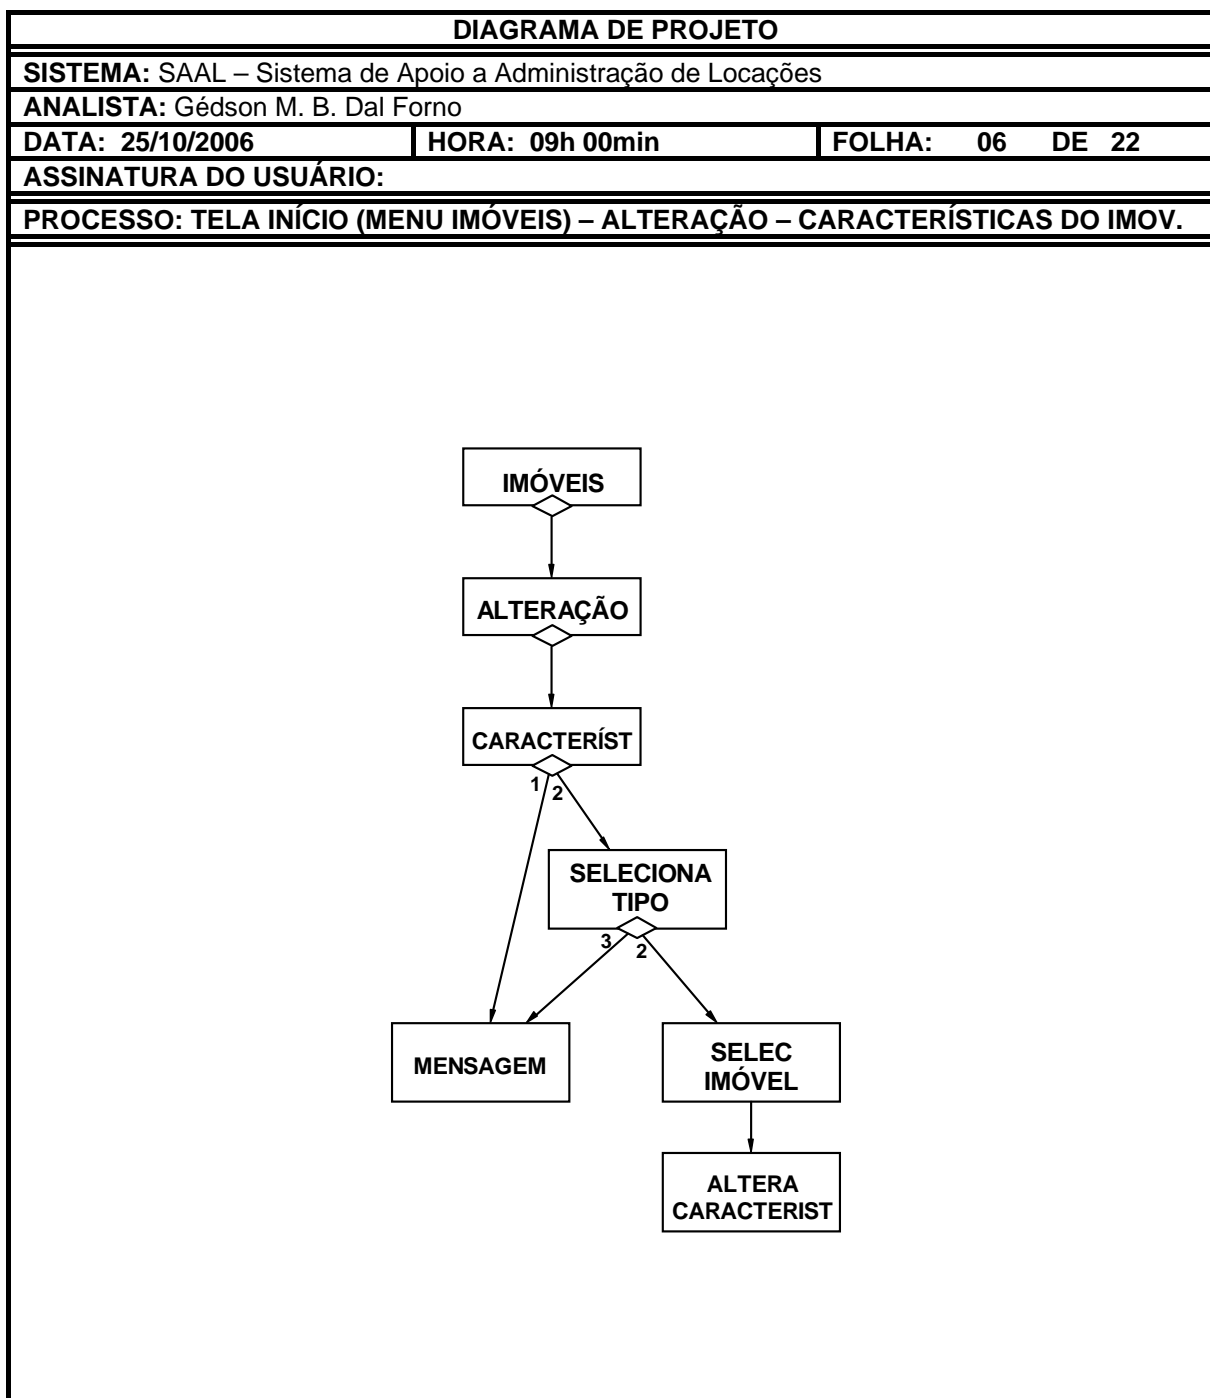 DIAGRAMA DE PROJETO
SISTEMA: SAAL – Sistema de Apoio a Administração de Locações
ANALISTA: Gédson M. B. Dal Forno
DATA: 25/10/2006 HORA: 09h 00min FOLHA: 06 DE 22
ASSINATURA DO USUÁRIO:
PROCESSO: TELA INÍCIO (MENU IMÓVEIS) – ALTERAÇÃO – CARACTERÍSTICAS DO IMOV.
IMÓVEIS
ALTERAÇÃO
CARACTERÍST
1
2
SELECIONA
TIPO
3
2
MENSAGEM
SELEC
IMÓVEL
ALTERA
CARACTERIST